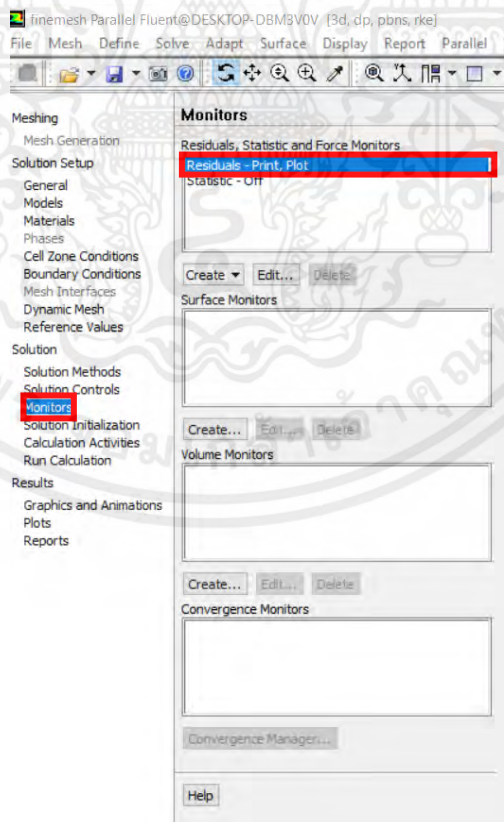 finemesh Parallel Fluent@DESKTOP-DBM3V0V [3d, dp, pbns, rke]
File Mesh Define Solve Adapt Surface Display Report Parallel
Meshing
Mesh Generation
Solution Setup
General
Models
Materials
Phases
Cell Zone Conditions
Boundary Conditions
Mesh Interfaces
Dynamic Mesh
Reference Values
Solution
Solution Methods
Solution Controls
Monitors
Solution Initialization
Calculation Activities
Run Calculation
Results
Graphics and Animations
Plots
Reports
Monitors
Residuals, Statistic and Force Monitors
Residuals - Print, Plot
Statistic - Off
Create Edit... Delete
Surface Monitors
Create... Edit... Delete
Volume Monitors
Create... Edit... Delete
Convergence Monitors
Convergence Manager...
Help